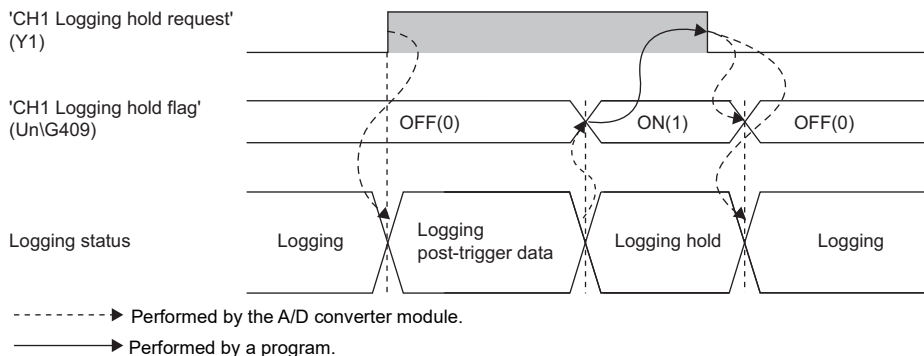 'CH1 Logging hold request'
(Y1)
'CH1 Logging hold flag'
(Un\G409)
OFF(0)
ON(1)
OFF(0)
Logging status
Logging
Logging
post-trigger data
Logging hold
Logging
Performed by the A/D converter module.
Performed by a program.